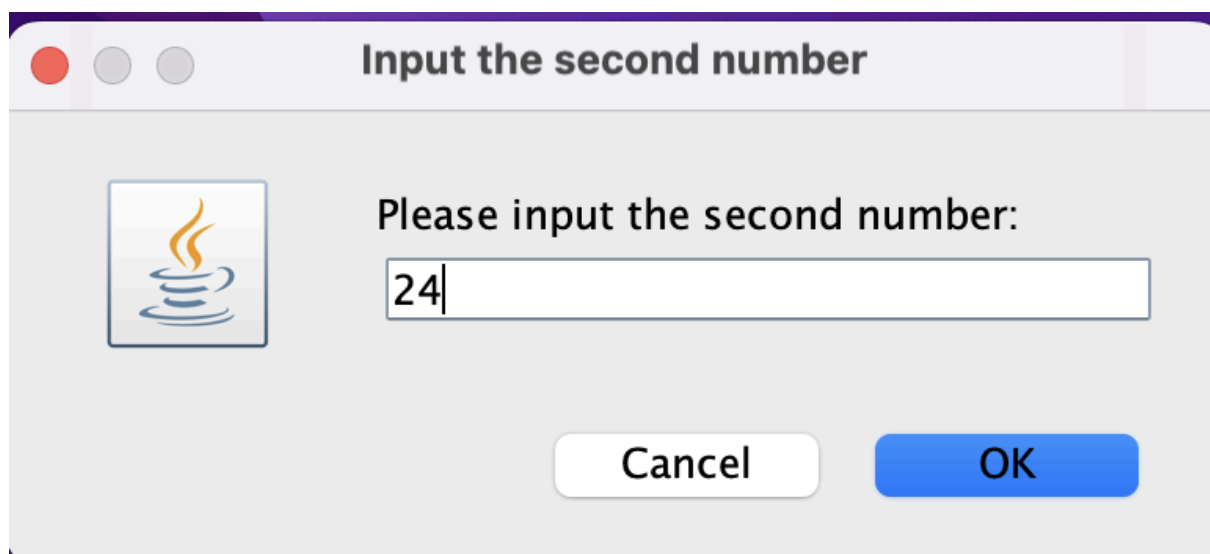 Input the second number
Please input the second number:
24
Cancel OK